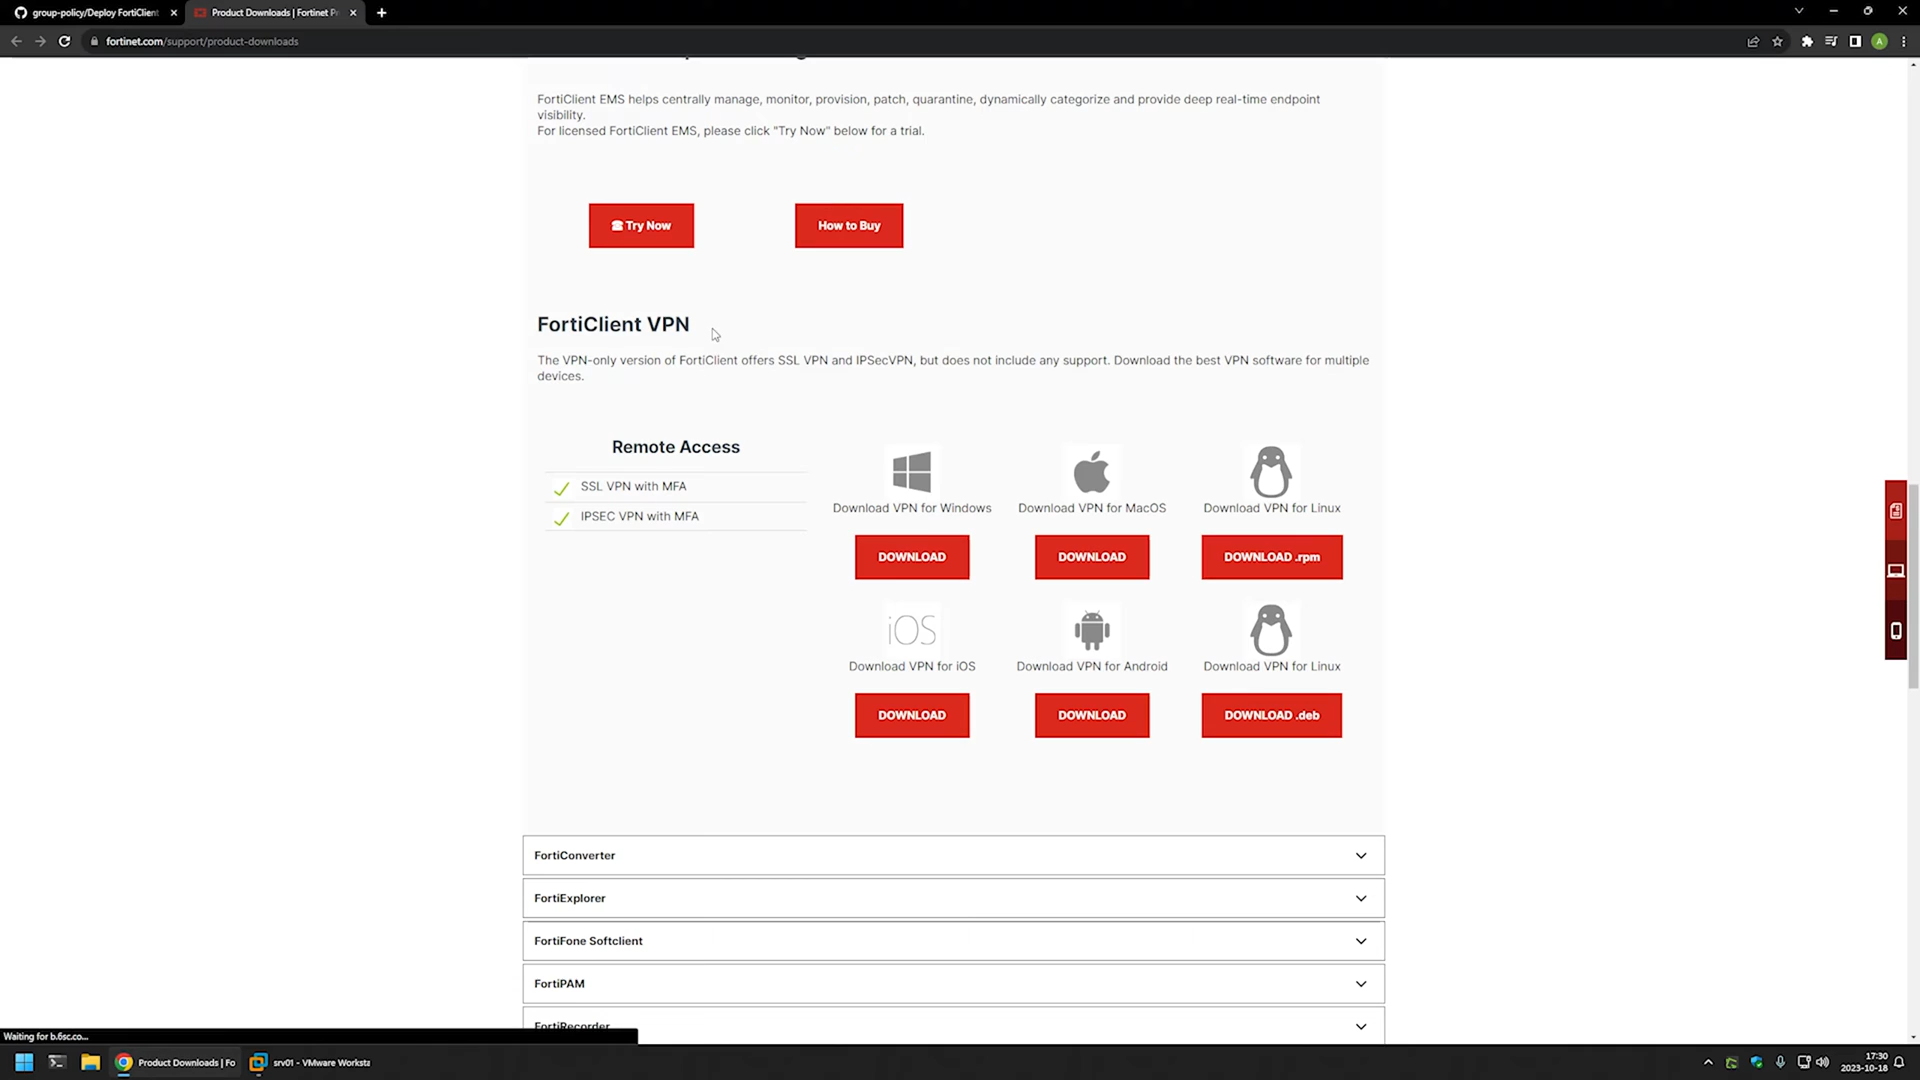 group-policy/Deploy FortiClient
Product Downloads | Fortinet P
fortinet.com/support/product-downloads
FortiClient EMS helps centrally manage, monitor, provision, patch, quarantine, dynamically categorize and provide deep real-time endpoint
visibility.
For licensed FortiClient EMS, please click "Try Now" below for a trial.
Try Now
How to Buy
FortiClient VPN
The VPN-only version of FortiClient offers SSL VPN and IPSecVPN, but does not include any support. Download the best VPN software for multiple
devices.
Remote Access
SSL VPN with MFA
IPSEC VPN with MFA
Download VPN for Windows
Download VPN for MacOS
Download VPN for Linux
DOWNLOAD
DOWNLOAD
DOWNLOAD .rpm
iOS
Download VPN for iOS
Download VPN for Android
Download VPN for Linux
DOWNLOAD
DOWNLOAD
DOWNLOAD .deb
FortiConverter
FortiExplorer
FortiFone Softclient
FortiPAM
FortiRecorder
Waiting for b.6sc.co...
Product Downloads | Fo
srv01 - VMware Worksta
17:30
2023-10-18
A